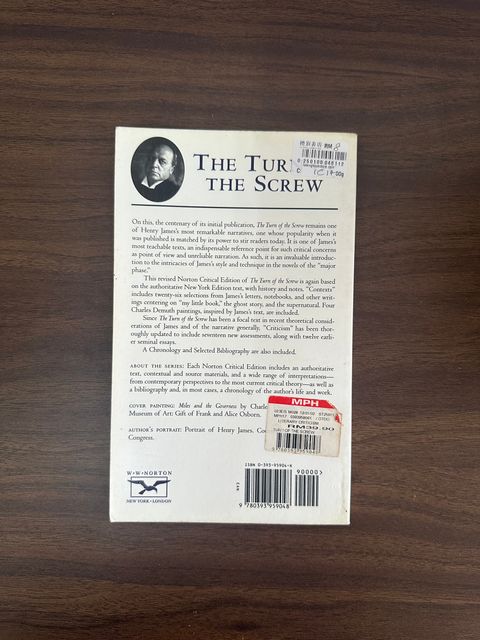 THE TUR
THE SCREW
RM 8
0 250100 046112
On this, the centenary of its initial publication, The Turn of the Screw remains one
of Henry James's most remarkable narratives, one whose popularity when it
was published is matched by its power to stir readers today. It is one of James's
most teachable texts, an indispensable reference point for such critical concerns
as point of view and unreliable narration. As such, it is an invaluable introduc-
tion to the intricacies of James's style and technique in the novels of the "major
phase."
This revised Norton Critical Edition of The Turn of the Screw is again based
on the authoritative New York Edition text, with history and notes. "Contexts"
includes twenty-six selections from James's letters, notebooks, and other writ-
ings centering on "my little book," the ghost story, and the supernatural. Four
Charles Demuth paintings, inspired by James's text, are included.
Since The Turn of the Screw has been a focal text in recent theoretical consid-
erations of James and of the narrative generally, "Criticism" has been thor-
oughly updated to include seventeen new assessments, along with twelve earli-
er seminal essays.
A Chronology and Selected Bibliography are also included.
ABOUT THE SERIES: Each Norton Critical Edition includes an authoritative
text, contextual and source materials, and a wide range of interpretations—
from contemporary perspectives to the most current critical theory—as well as
a bibliography and, in most cases, a chronology of the author's life and work.
COVER PAINTING: Miles and the Governess by Charles
Museum of Art: Gift of Frank and Alice Osborn.
AUTHOR'S PORTRAIT: Portrait of Henry James, Co
Congress.
MPH
LITERARY CRITICISM
RM39.90
TURN OF THE SCREW
W·W·NORTON
NEW YORK · LONDON
ISBN 0-393-95904-X
90000>
9 780393 959048